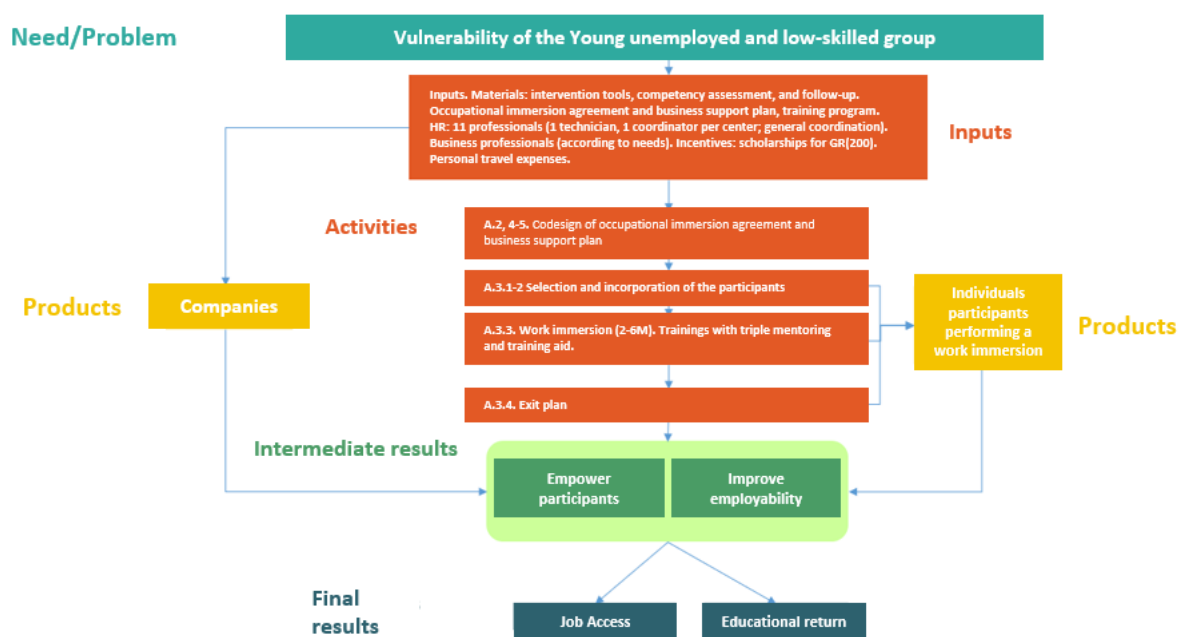 Need/Problem
Vulnerability of the Young unemployed and low-skilled group
Inputs. Materials: intervention tools, competency assessment, and follow-up.
Occupational immersion agreement and business support plan, training program.
HR: 11 professionals (1 technician, 1 coordinator per center; general coordination).
Business professionals (according to needs). Incentives: scholarships for GR(200).
Personal travel expenses.
Inputs
Activities
A.2, 4-5. Codesign of occupational immersion agreement and
business support plan
A.3.1-2 Selection and incorporation of the participants
A.3.3. Work immersion (2-6M). Trainings with triple mentoring
and training aid.
A.3.4. Exit plan
Products
Companies
Individuals
participants
performing a
work immersion
Products
Intermediate results
Empower
participants
Improve
employability
Final
results
Job Access
Educational return